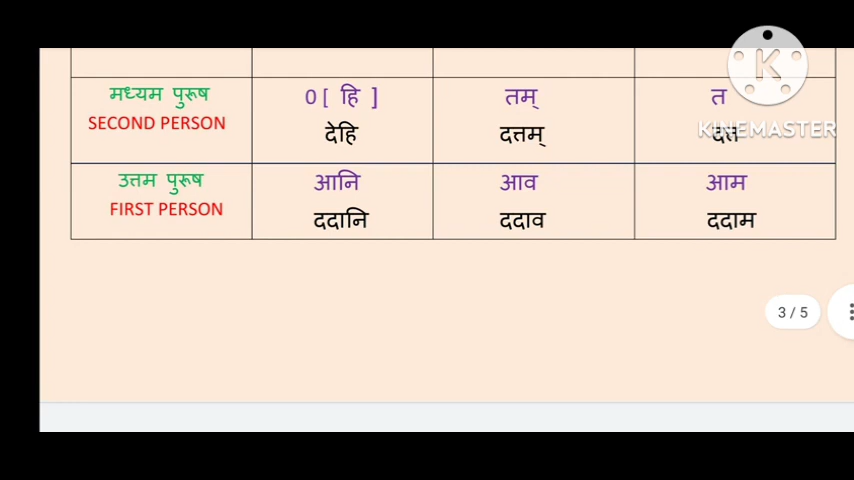 मध्यम पुरूष
SECOND PERSON
0 [ हि ]
देहि
तम्
दत्तम्
त
दत्त
उत्तम पुरूष
FIRST PERSON
आनि
ददानि
आव
ददाव
आम
ददाम
K
KINEMASTER
3 / 5